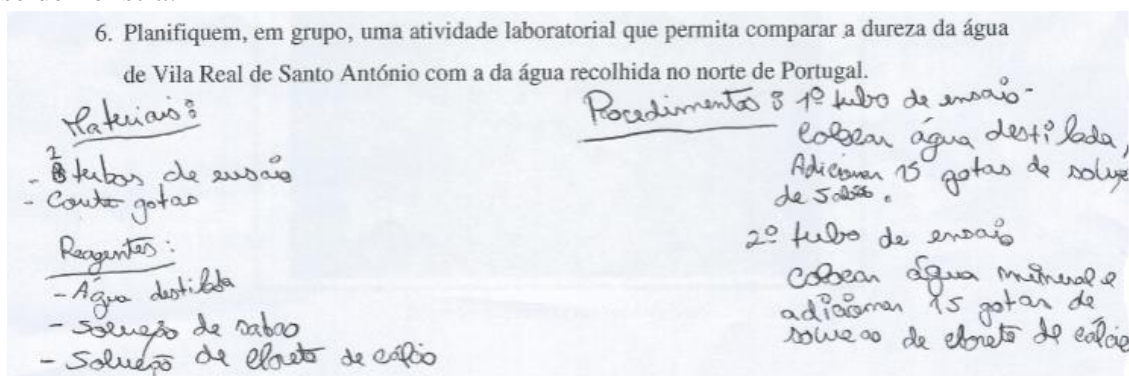 6. Planifiquem, em grupo, uma atividade laboratorial que permita comparar a dureza da água
de Vila Real de Santo António com a da água recolhida no norte de Portugal.
Materiais:
- 2 tubos de ensaio
- Conta gotas
Reagentes:
- Água destilada
- Solução de sabão
- Solução de cloreto de cálcio
Procedimentos: 1º tubo de ensaio-
Colocar água destilada,
Adicionar 15 gotas de soluç
de sabão.
2º tubo de ensaio
Colocar água mineral e
adicionar 15 gotas de
solução de cloreto de cálcio